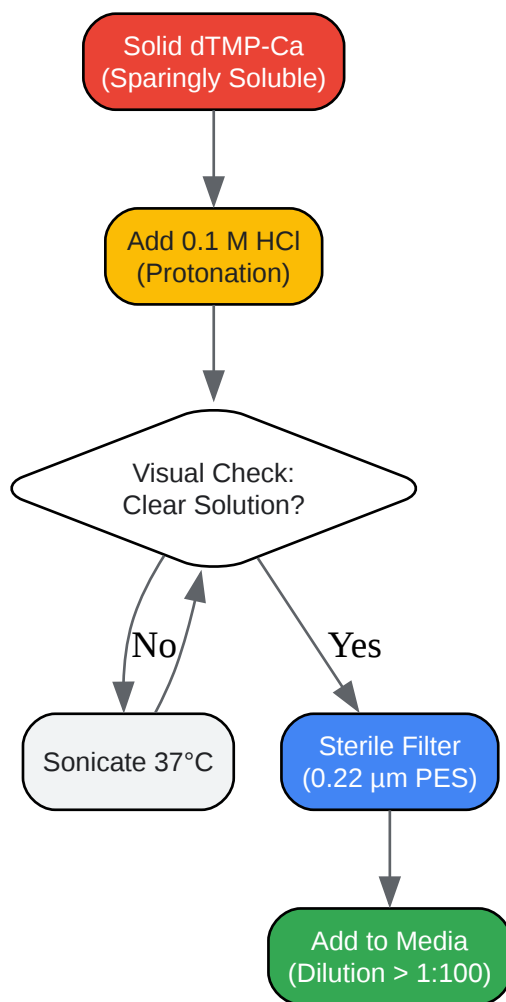 Solid dTMP-Ca
(Sparingly Soluble)
Add 0.1 M HCl
(Protonation)
Visual Check:
Clear Solution?
No
Yes
Sonicate 37°C
Sterile Filter
(0.22 µm PES)
Add to Media
(Dilution > 1:100)